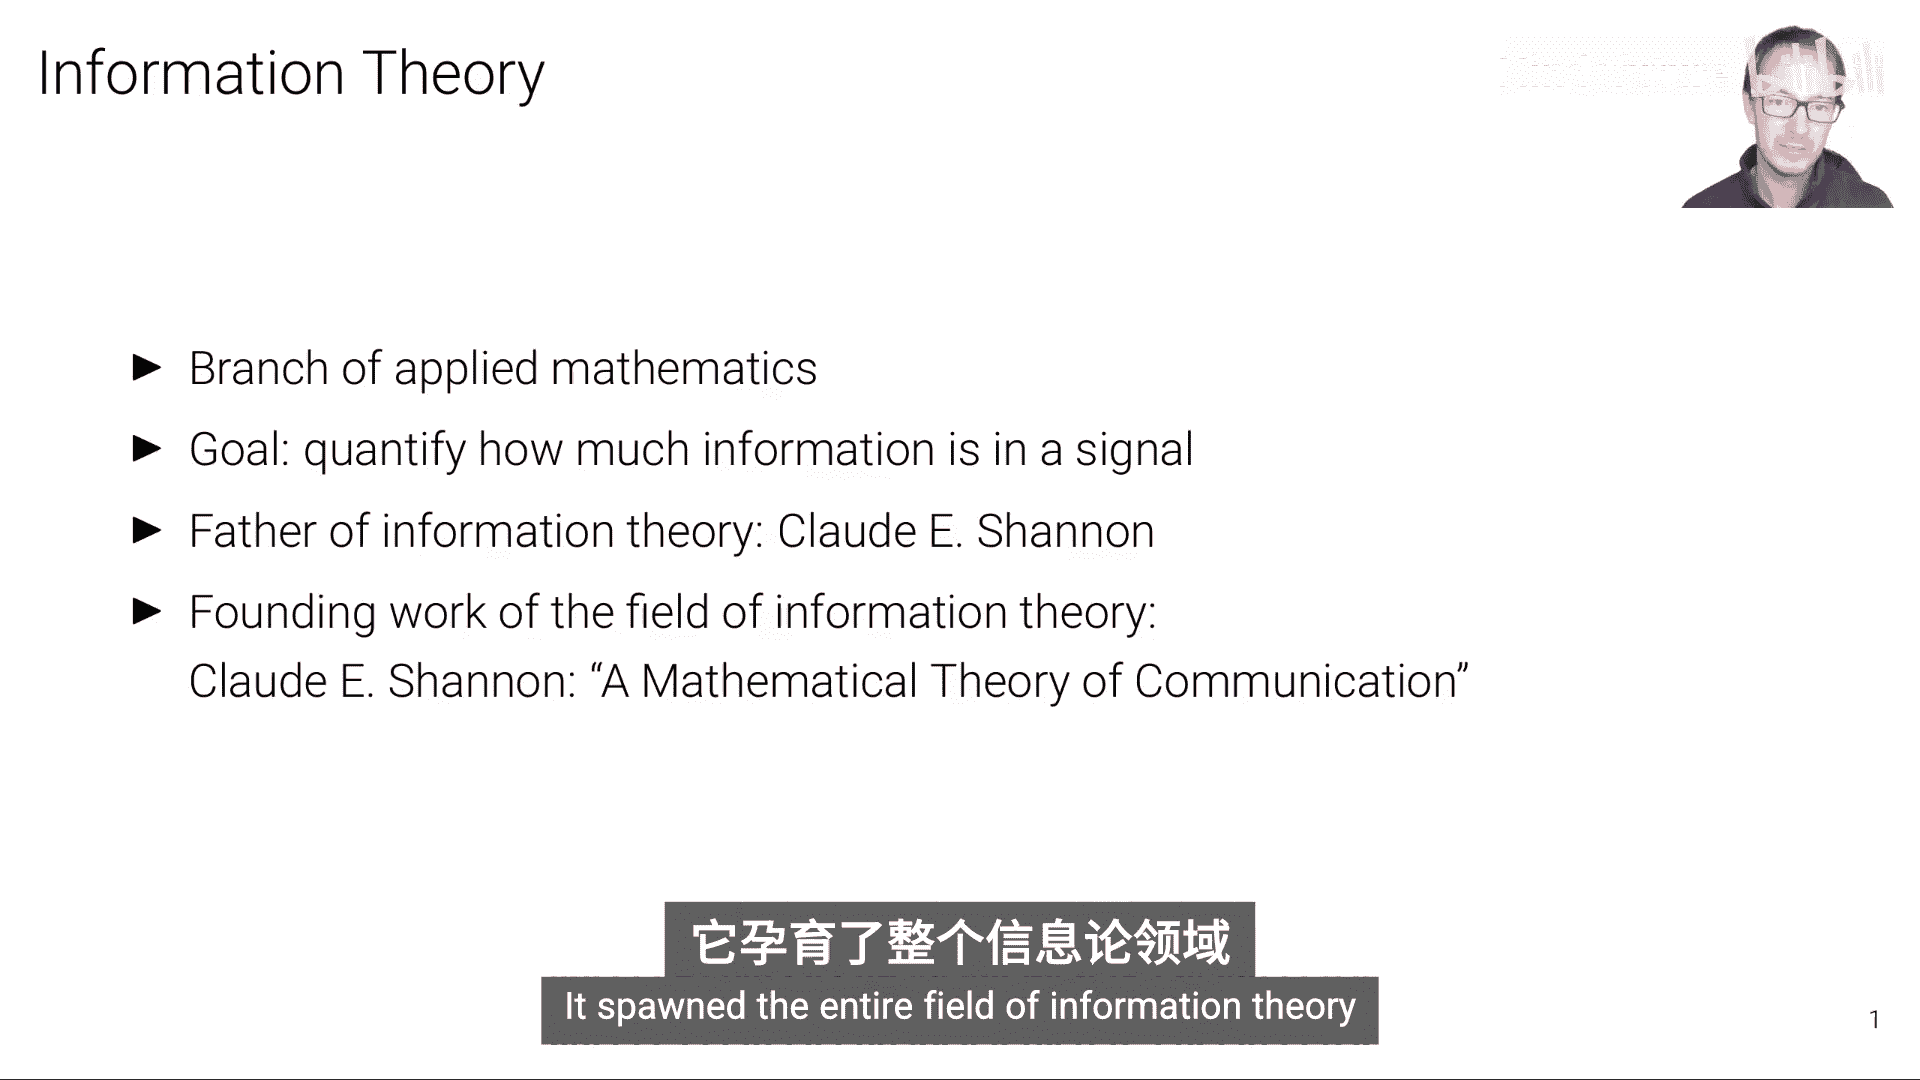 Information Theory
▶ Branch of applied mathematics
▶ Goal: quantify how much information is in a signal
▶ Father of information theory: Claude E. Shannon
▶ Founding work of the field of information theory:
Claude E. Shannon: “A Mathematical Theory of Communication”
它孕育了整个信息论领域
It spawned the entire field of information theory
1